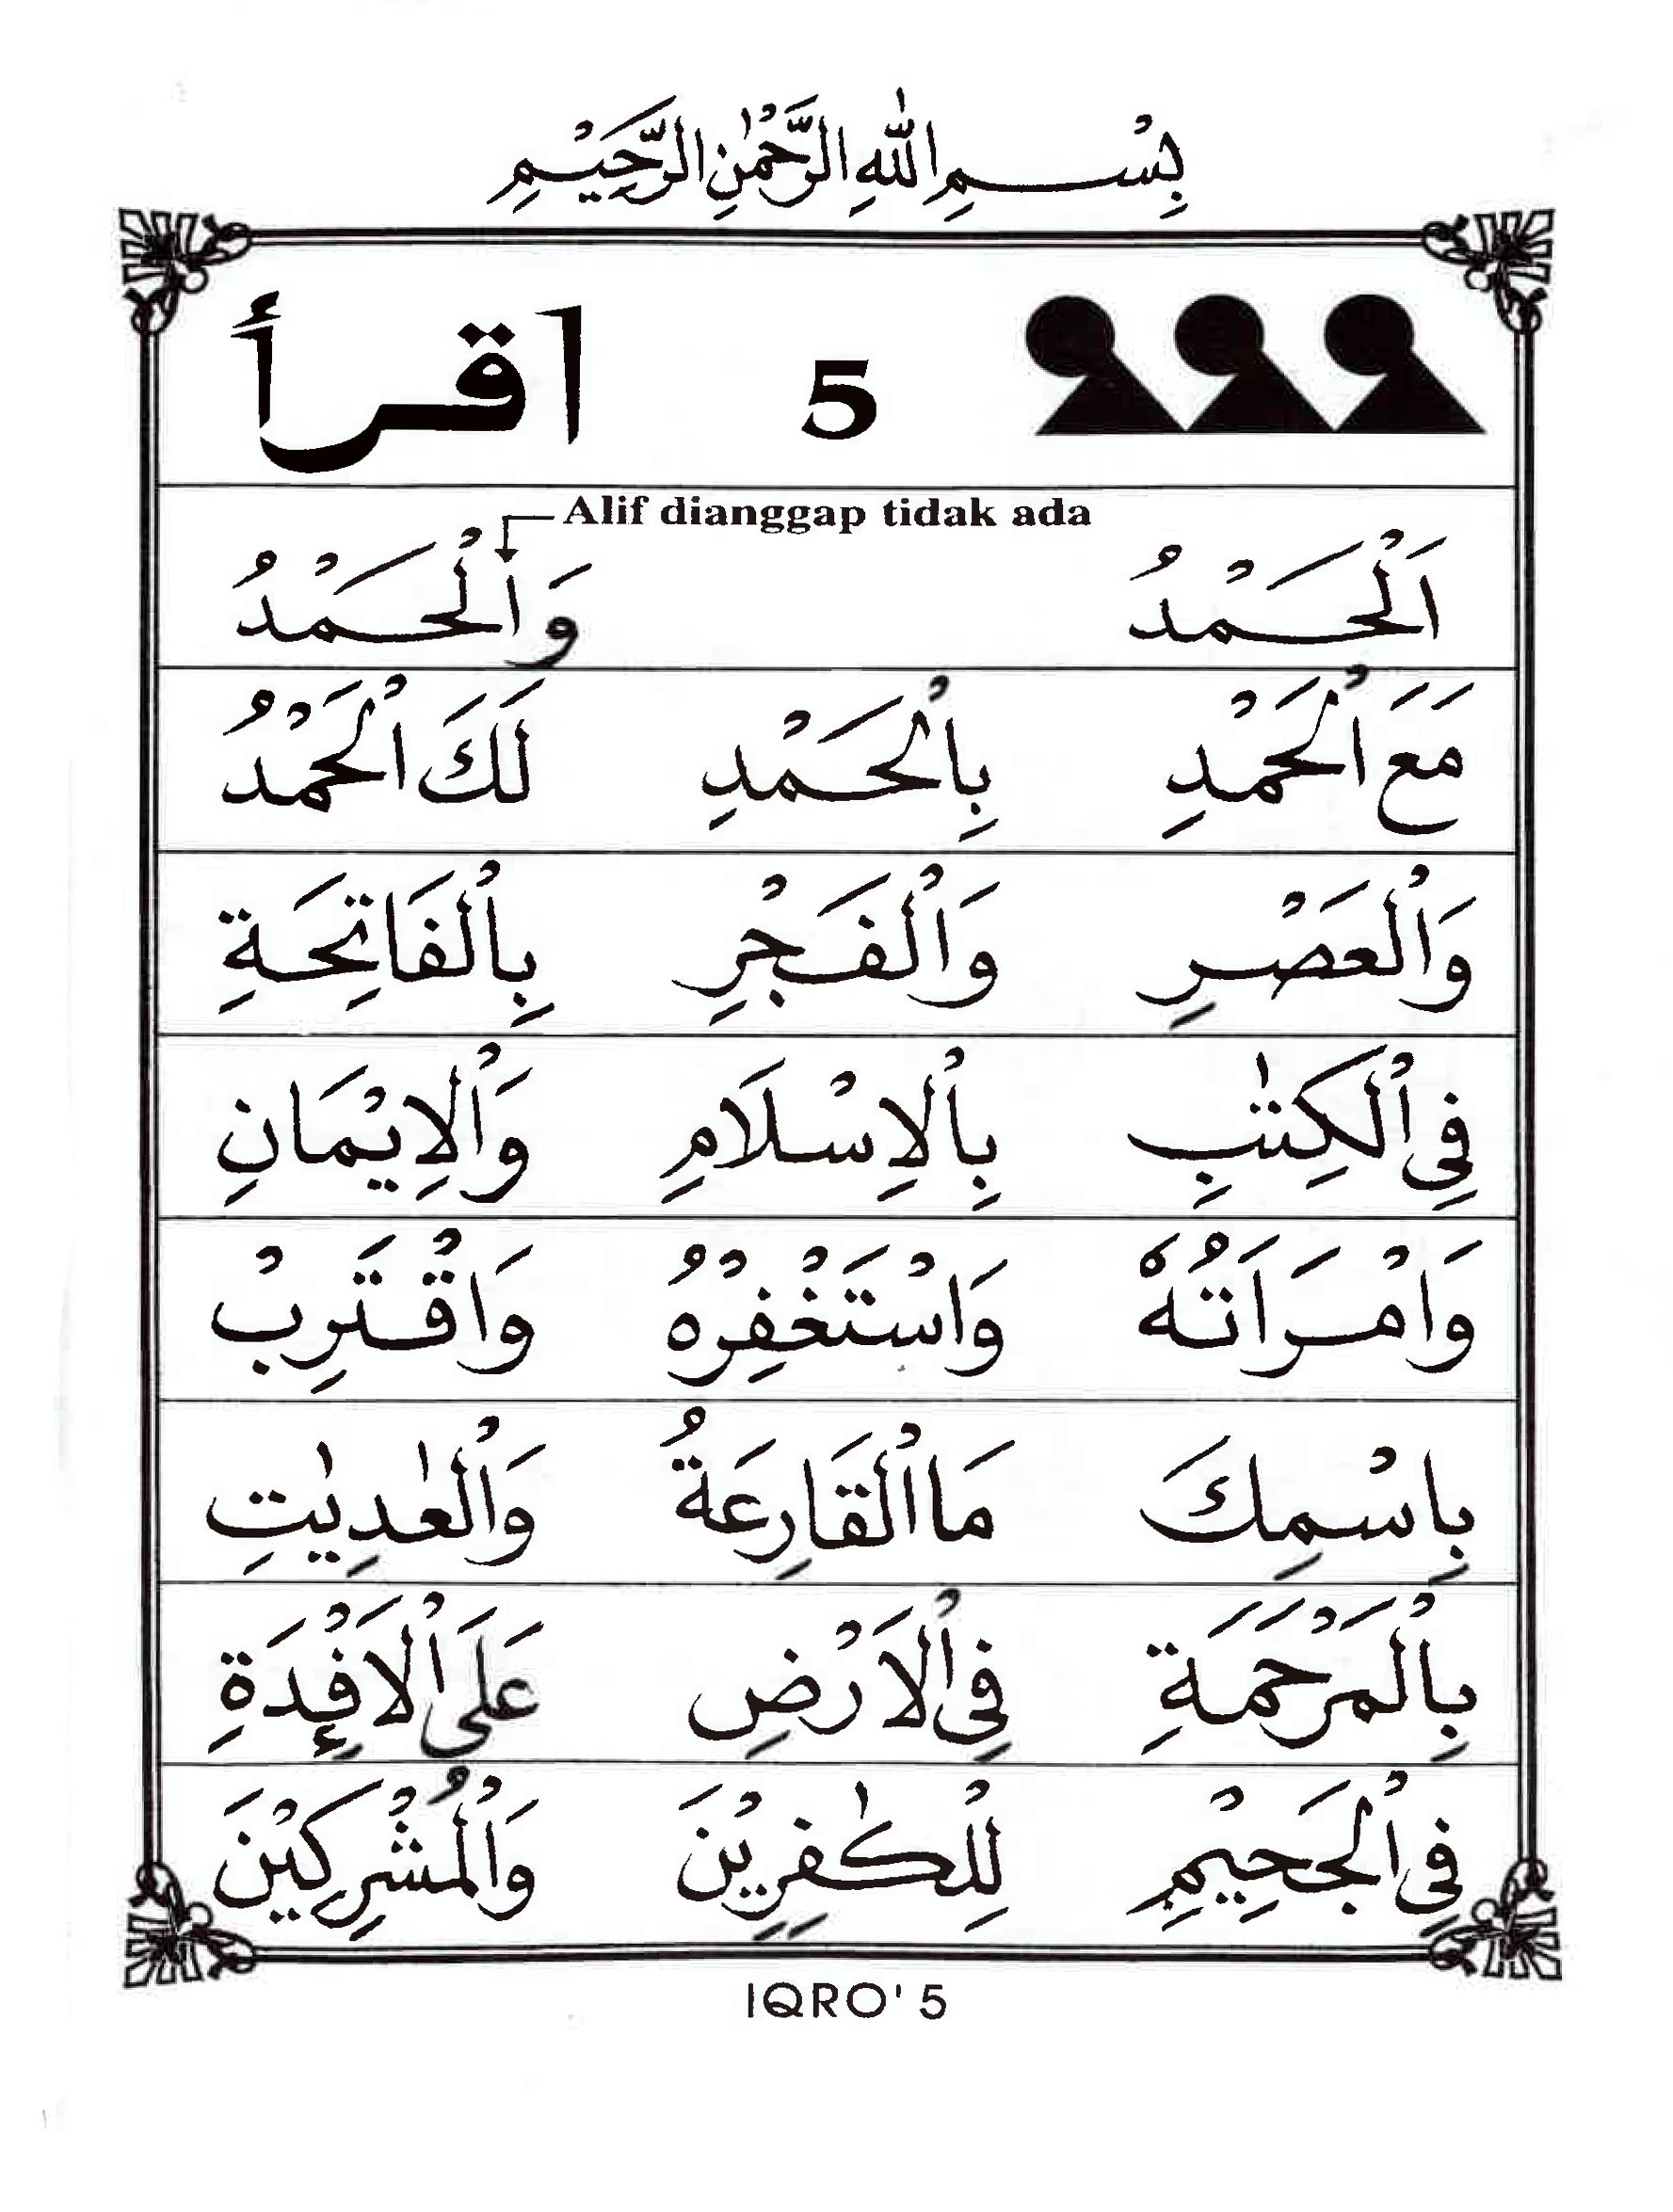 بِسْمِ اللّٰهِ الرَّحْمٰنِ الرَّحِيْمِ
5 اقرأ
Alif dianggap tidak ada
اَلْحَمْدُ وَالْحَمْدُ
مَعَ الْحَمْدِ بِالْحَمْدِ لَكَ الْحَمْدُ
وَالْعَصْرِ وَالْفَجْرِ بِالْفَاتِحَةِ
فِى الْكِتٰبِ بِالْاِسْلَامِ وَالْاِيْمَانِ
وَامْرَاَتُهٗ وَاسْتَغْفِرْهُ وَاقْتَرِبْ
بِاسْمِكَ مَا الْقَارِعَةُ وَالْعٰدِيٰتِ
بِالْمَرْحَمَةِ فِى الْاَرْضِ عَلَى الْاَفْـِٕدَةِ
فِى الْجَحِيْمِ لِلْكٰفِرِيْنَ وَالْمُشْرِكِيْنَ
IQRO' 5